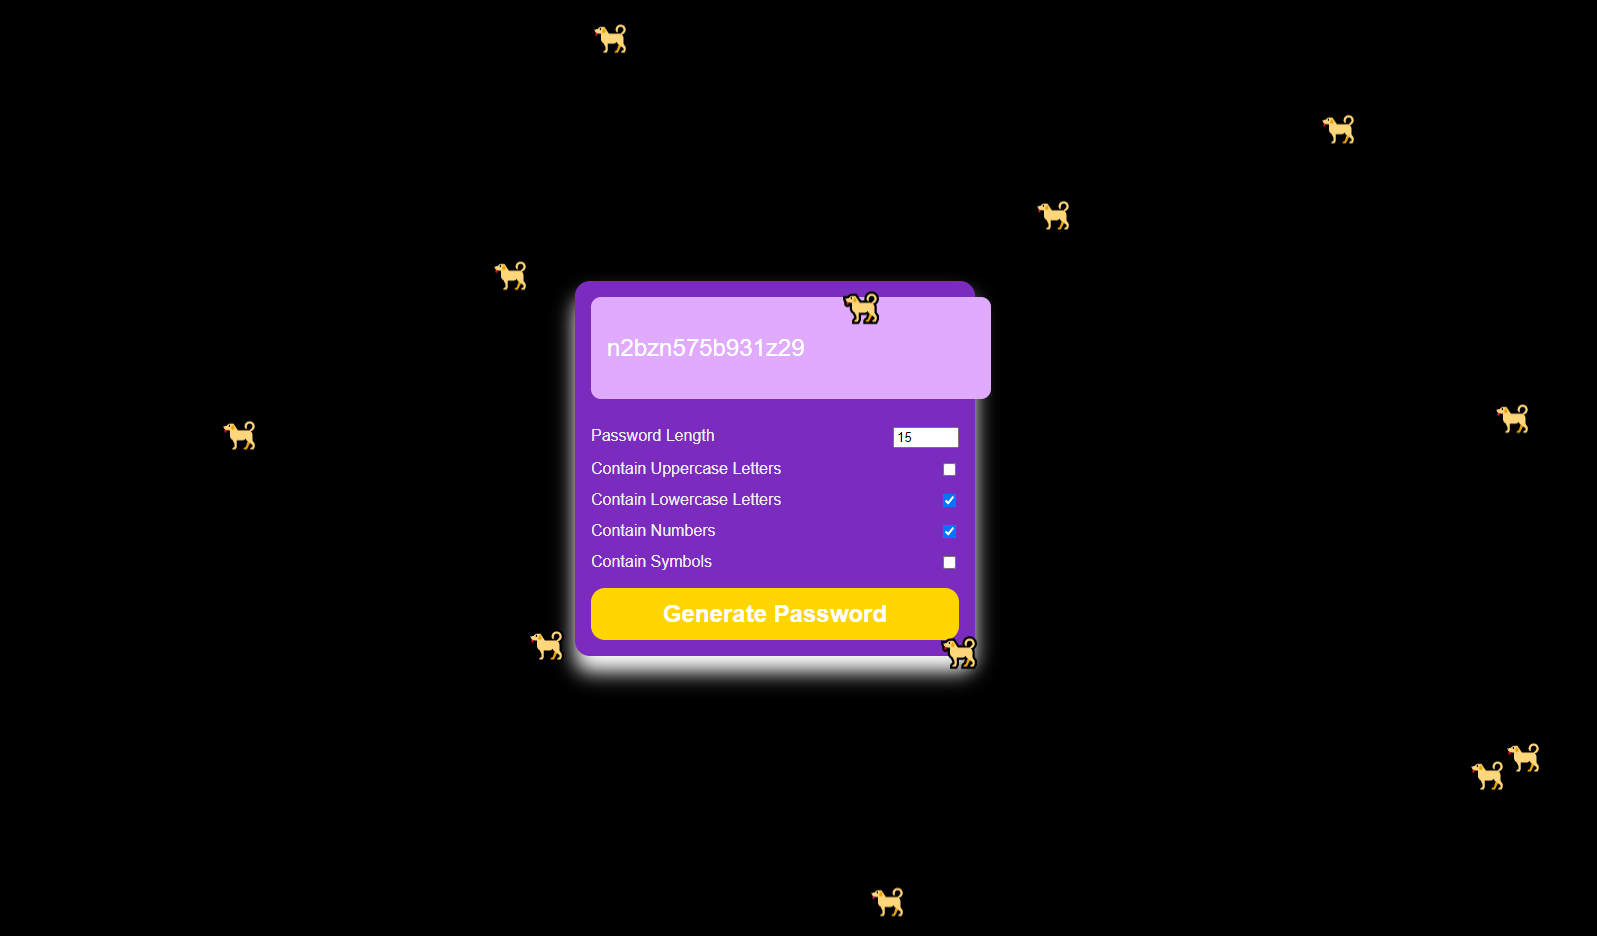 n2bzn575b931z29
Password Length 15
Contain Uppercase Letters
Contain Lowercase Letters
Contain Numbers
Contain Symbols
Generate Password